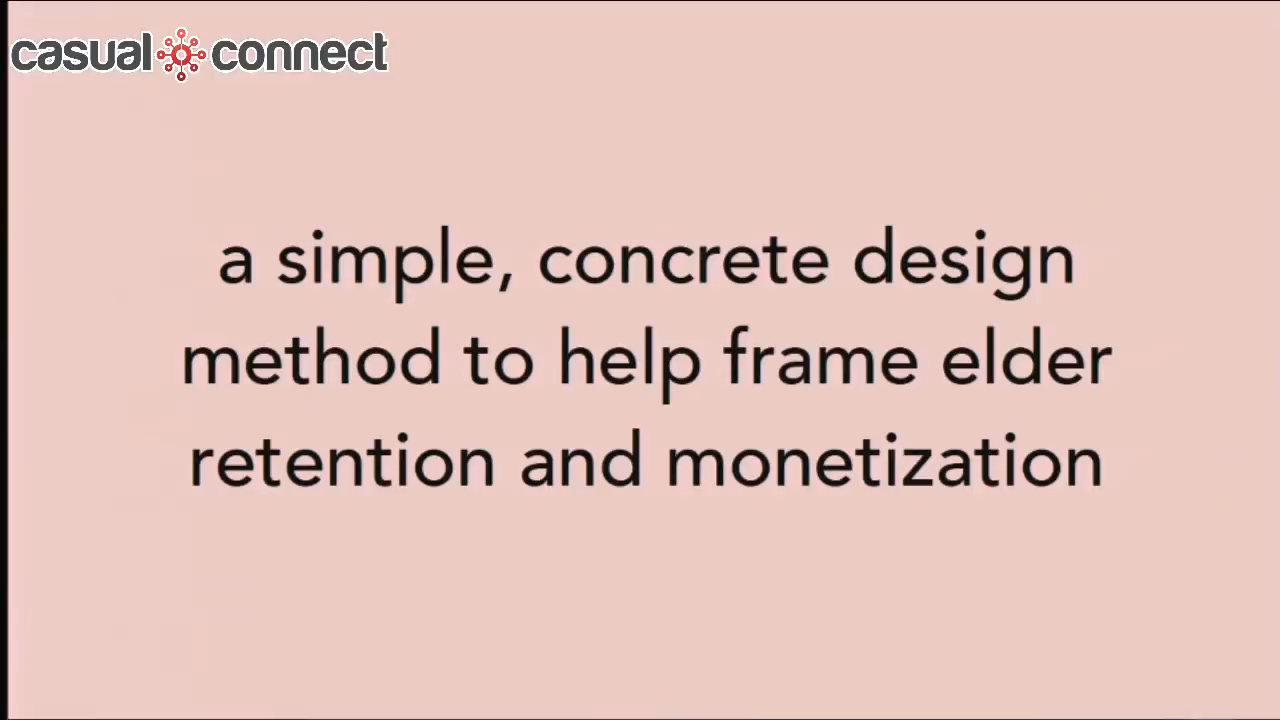 casual connect
a simple, concrete design
method to help frame elder
retention and monetization